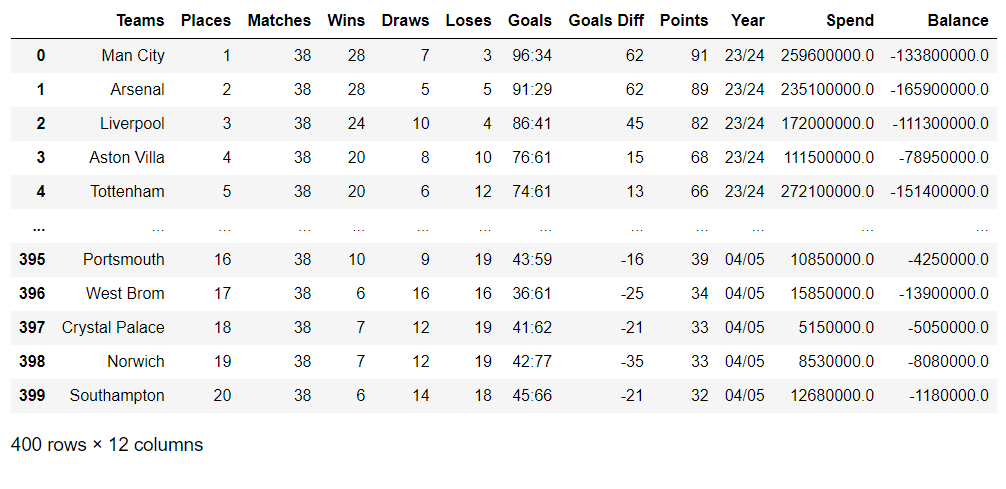 Teams Places Matches Wins Draws Loses Goals Goals Diff Points Year Spend Balance
0 Man City 1 38 28 7 3 96:34 62 91 23/24 259600000.0 -133800000.0
1 Arsenal 2 38 28 5 5 91:29 62 89 23/24 235100000.0 -165900000.0
2 Liverpool 3 38 24 10 4 86:41 45 82 23/24 172000000.0 -111300000.0
3 Aston Villa 4 38 20 8 10 76:61 15 68 23/24 111500000.0 -78950000.0
4 Tottenham 5 38 20 6 12 74:61 13 66 23/24 272100000.0 -151400000.0
... ... ... ... ... ... ... ... ... ... ... ... ...
395 Portsmouth 16 38 10 9 19 43:59 -16 39 04/05 10850000.0 -4250000.0
396 West Brom 17 38 6 16 16 36:61 -25 34 04/05 15850000.0 -13900000.0
397 Crystal Palace 18 38 7 12 19 41:62 -21 33 04/05 5150000.0 -5050000.0
398 Norwich 19 38 7 12 19 42:77 -35 33 04/05 8530000.0 -8080000.0
399 Southampton 20 38 6 14 18 45:66 -21 32 04/05 12680000.0 -1180000.0
400 rows × 12 columns